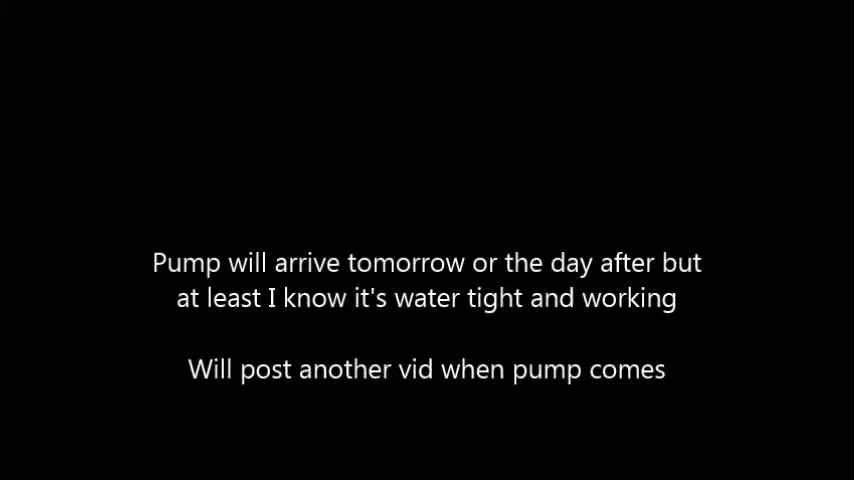 Pump will arrive tomorrow or the day after but
at least I know it's water tight and working
Will post another vid when pump comes